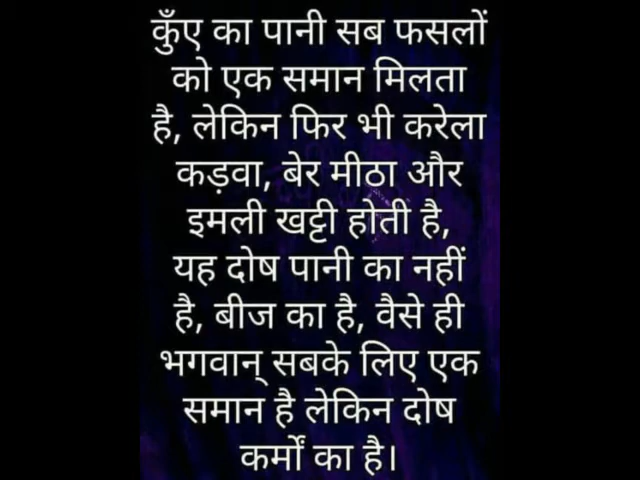 कुँए का पानी सब फसलों
को एक समान मिलता
है, लेकिन फिर भी करेला
कड़वा, बेर मीठा और
इमली खट्टी होती है,
यह दोष पानी का नहीं
है, बीज का है, वैसे ही
भगवान् सबके लिए एक
समान है लेकिन दोष
कर्मों का है।